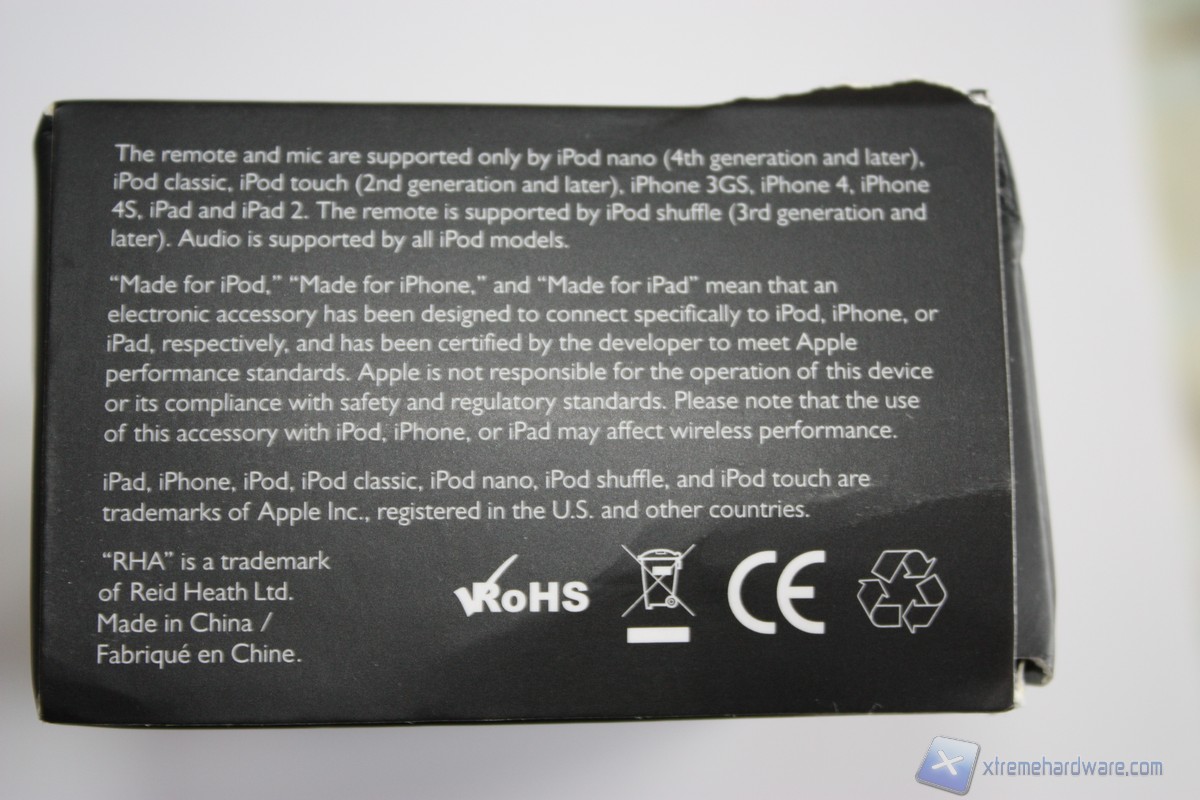 The remote and mic are supported only by iPod nano (4th generation and later),
iPod classic, iPod touch (2nd generation and later), iPhone 3GS, iPhone 4, iPhone
4S, iPad and iPad 2. The remote is supported by iPod shuffle (3rd generation and
later). Audio is supported by all iPod models.
“Made for iPod,” “Made for iPhone,” and “Made for iPad” mean that an
electronic accessory has been designed to connect specifically to iPod, iPhone, or
iPad, respectively, and has been certified by the developer to meet Apple
performance standards. Apple is not responsible for the operation of this device
or its compliance with safety and regulatory standards. Please note that the use
of this accessory with iPod, iPhone, or iPad may affect wireless performance.
iPad, iPhone, iPod, iPod classic, iPod nano, iPod shuffle, and iPod touch are
trademarks of Apple Inc., registered in the U.S. and other countries.
“RHA” is a trademark
of Reid Heath Ltd.
Made in China /
Fabriqué en Chine.
RoHS
CE
xtremehardware.com